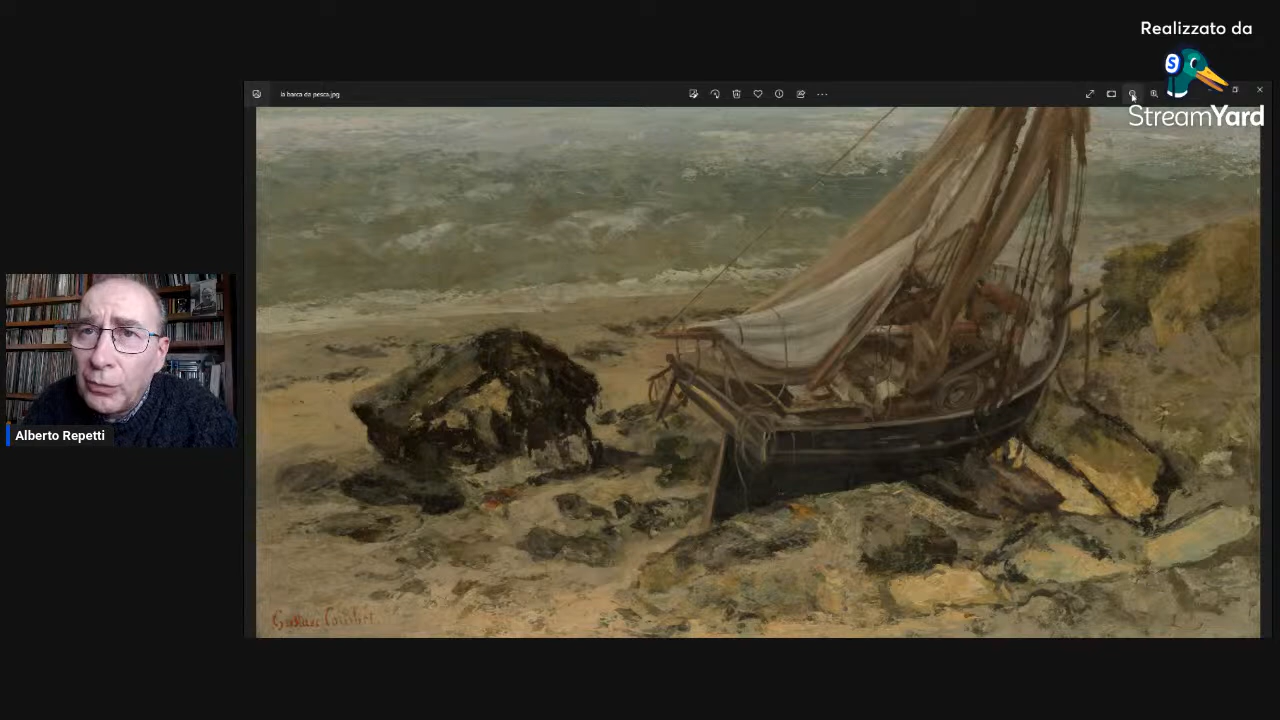 Realizzato da
S
StreamYard
la barca da pesca.jpg
Alberto Repetti
Gustave Courbet.